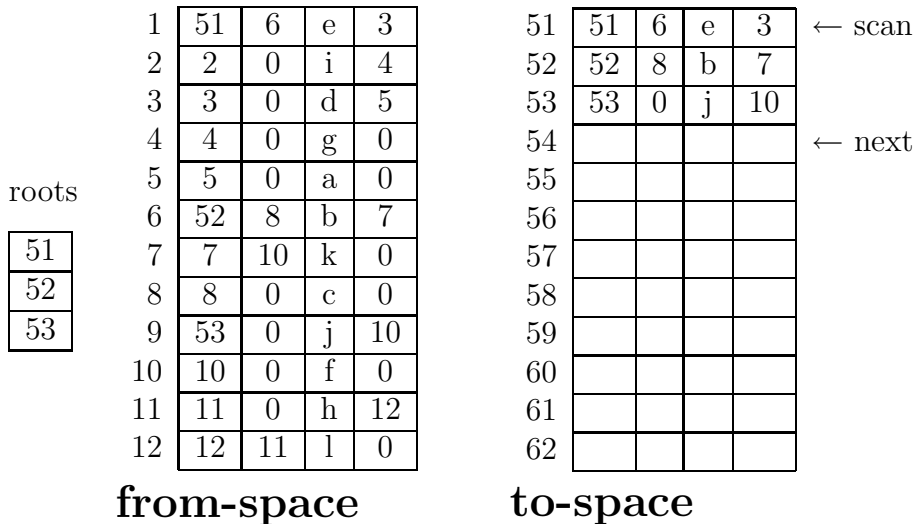 1 51 6 e 3 51 51 6 e 3 ← scan
2 2 0 i 4 52 52 8 b 7
3 3 0 d 5 53 53 0 j 10
4 4 0 g 0 54 ← next
5 5 0 a 0 55
roots
6 52 8 b 7 56
51 7 7 10 k 0 57
52 8 8 0 c 0 58
53 9 53 0 j 10 59
10 10 0 f 0 60
11 11 0 h 12 61
12 12 11 l 0 62
from-space to-space